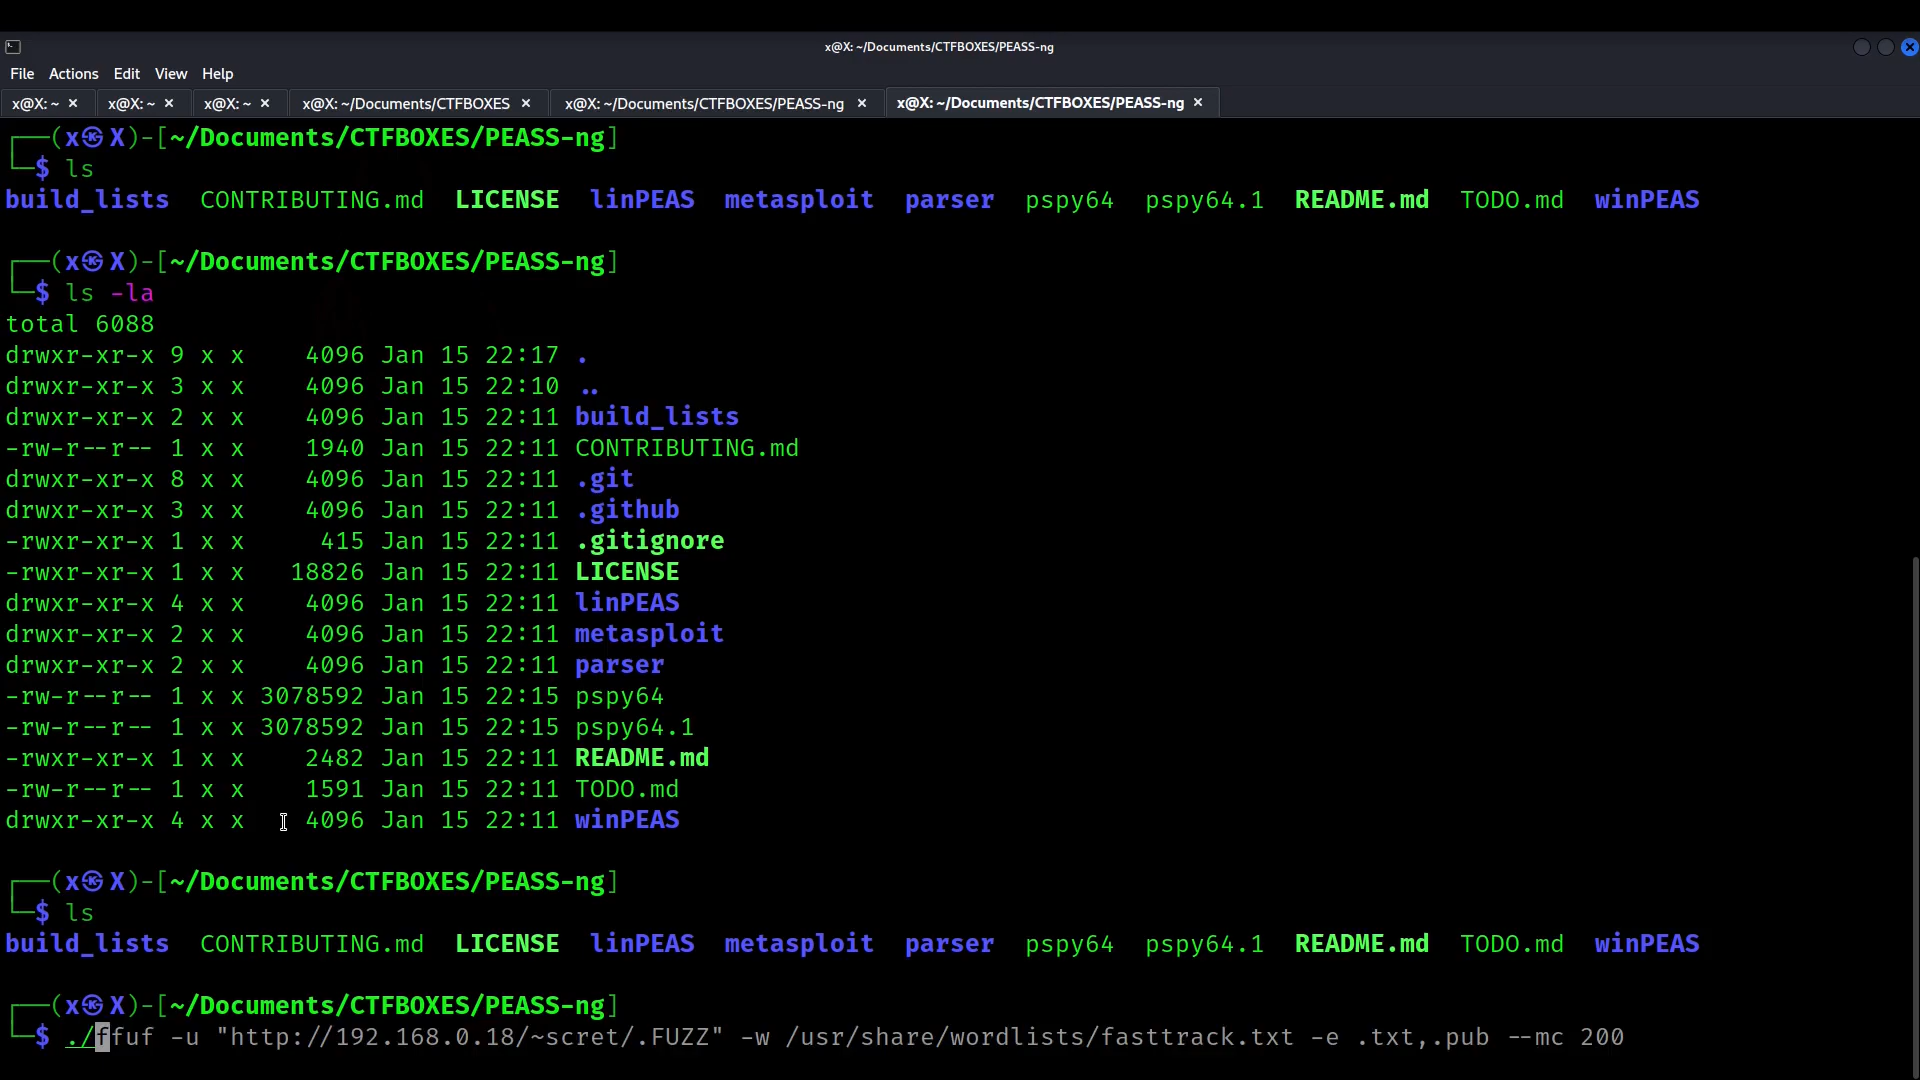 x@X: ~/Documents/CTFBOXES/PEASS-ng
File Actions Edit View Help
x@X: ~ × x@X: ~ × x@X: ~ × x@X: ~/Documents/CTFBOXES × x@X: ~/Documents/CTFBOXES/PEASS-ng × x@X: ~/Documents/CTFBOXES/PEASS-ng ×
┌──(x㉿X)-[~/Documents/CTFBOXES/PEASS-ng]
└─$ ls
build_lists CONTRIBUTING.md LICENSE linPEAS metasploit parser pspy64 pspy64.1 README.md TODO.md winPEAS
┌──(x㉿X)-[~/Documents/CTFBOXES/PEASS-ng]
└─$ ls -la
total 6088
drwxr-xr-x 9 x x    4096 Jan 15 22:17 .
drwxr-xr-x 3 x x    4096 Jan 15 22:10 ..
drwxr-xr-x 2 x x    4096 Jan 15 22:11 build_lists
-rw-r--r-- 1 x x    1940 Jan 15 22:11 CONTRIBUTING.md
drwxr-xr-x 8 x x    4096 Jan 15 22:11 .git
drwxr-xr-x 3 x x    4096 Jan 15 22:11 .github
-rwxr-xr-x 1 x x     415 Jan 15 22:11 .gitignore
-rwxr-xr-x 1 x x   18826 Jan 15 22:11 LICENSE
drwxr-xr-x 4 x x    4096 Jan 15 22:11 linPEAS
drwxr-xr-x 2 x x    4096 Jan 15 22:11 metasploit
drwxr-xr-x 2 x x    4096 Jan 15 22:11 parser
-rw-r--r-- 1 x x 3078592 Jan 15 22:15 pspy64
-rw-r--r-- 1 x x 3078592 Jan 15 22:15 pspy64.1
-rwxr-xr-x 1 x x    2482 Jan 15 22:11 README.md
-rw-r--r-- 1 x x    1591 Jan 15 22:11 TODO.md
drwxr-xr-x 4 x x    4096 Jan 15 22:11 winPEAS
┌──(x㉿X)-[~/Documents/CTFBOXES/PEASS-ng]
└─$ ls
build_lists CONTRIBUTING.md LICENSE linPEAS metasploit parser pspy64 pspy64.1 README.md TODO.md winPEAS
┌──(x㉿X)-[~/Documents/CTFBOXES/PEASS-ng]
└─$ ./ffuf -u "http://192.168.0.18/~scret/.FUZZ" -w /usr/share/wordlists/fasttrack.txt -e .txt,.pub --mc 200